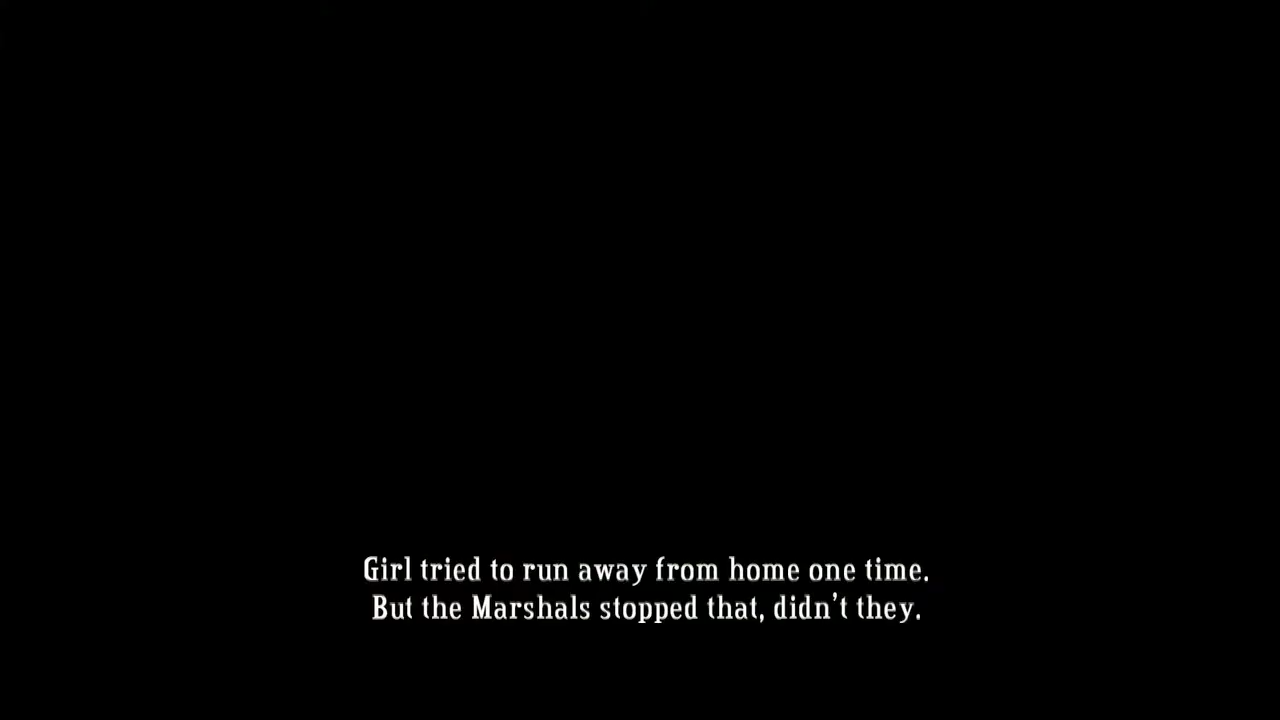 Girl tried to run away from home one time.
But the Marshals stopped that, didn't they.